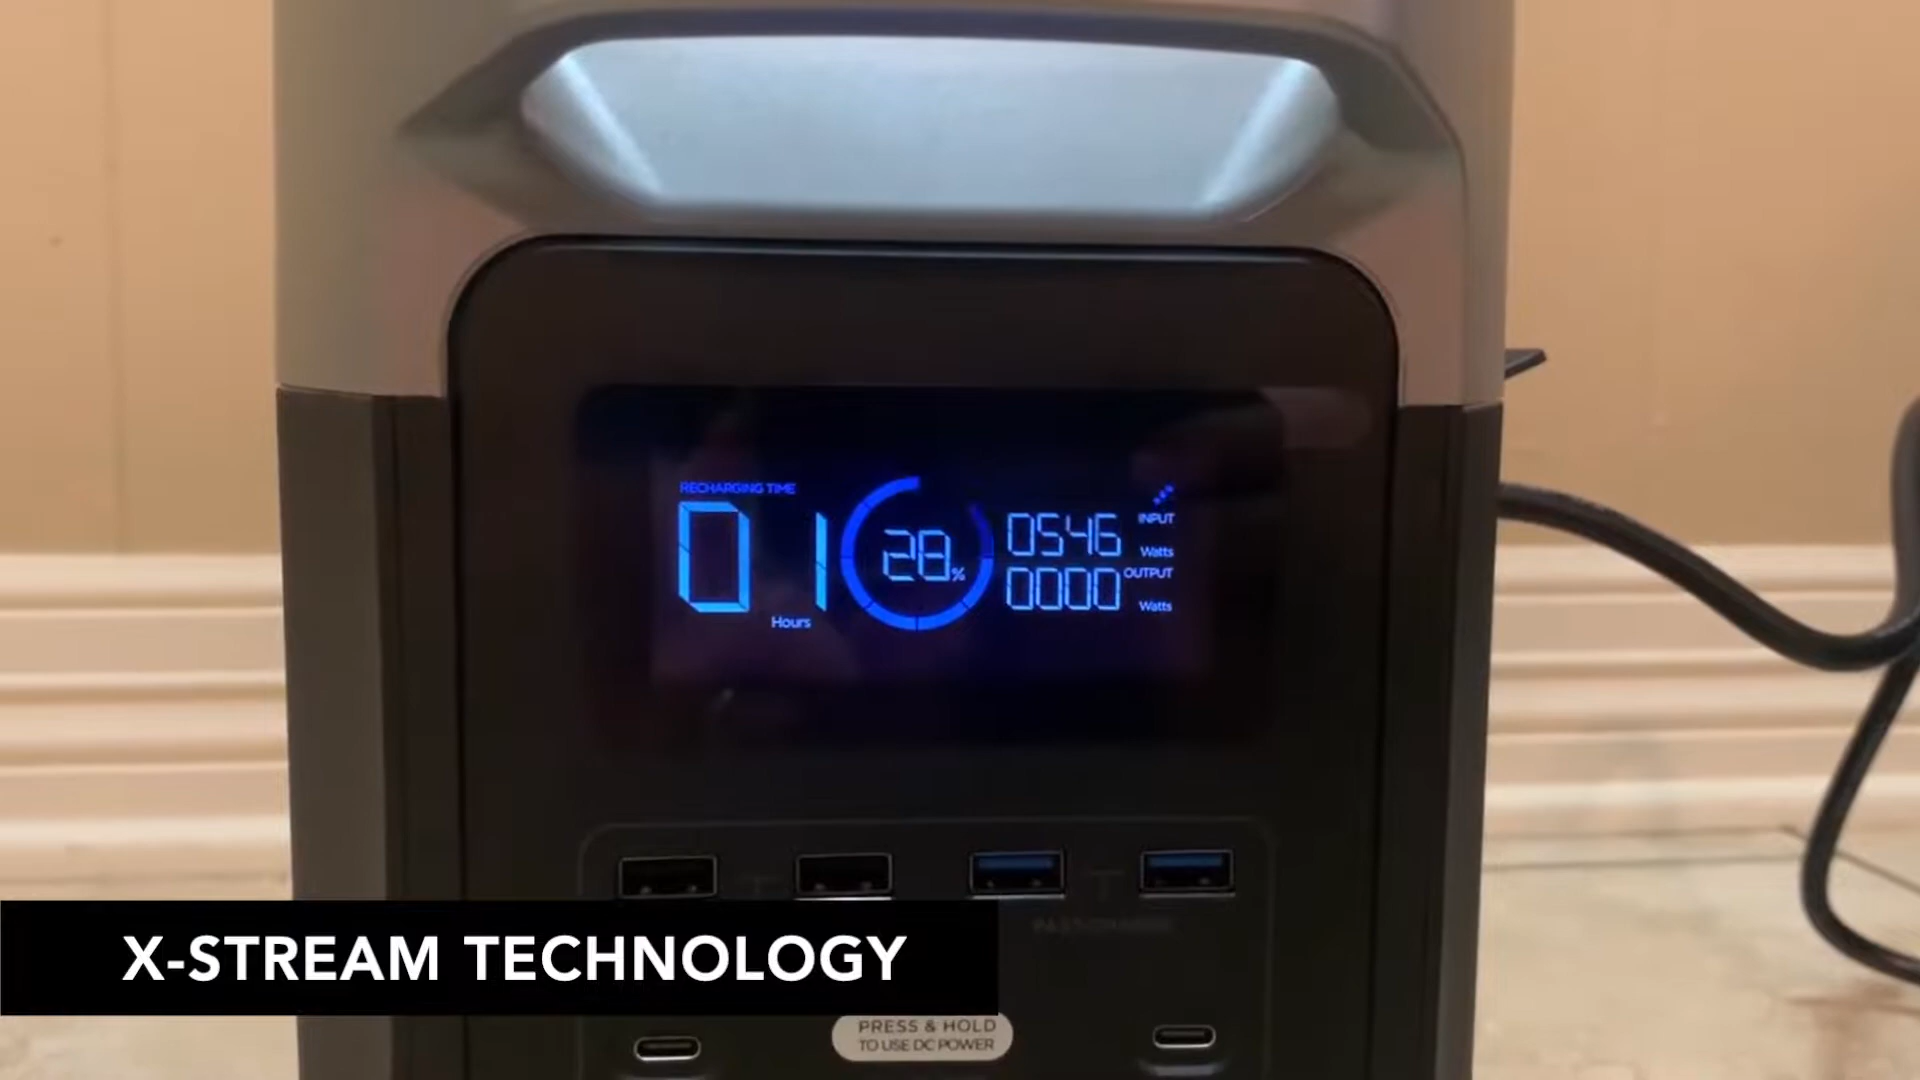 RECHARGING TIME
01
Hours
28%
0546
INPUT
Watts
0000
OUTPUT
Watts
X-STREAM TECHNOLOGY
PRESS & HOLD
TO USE DC POWER